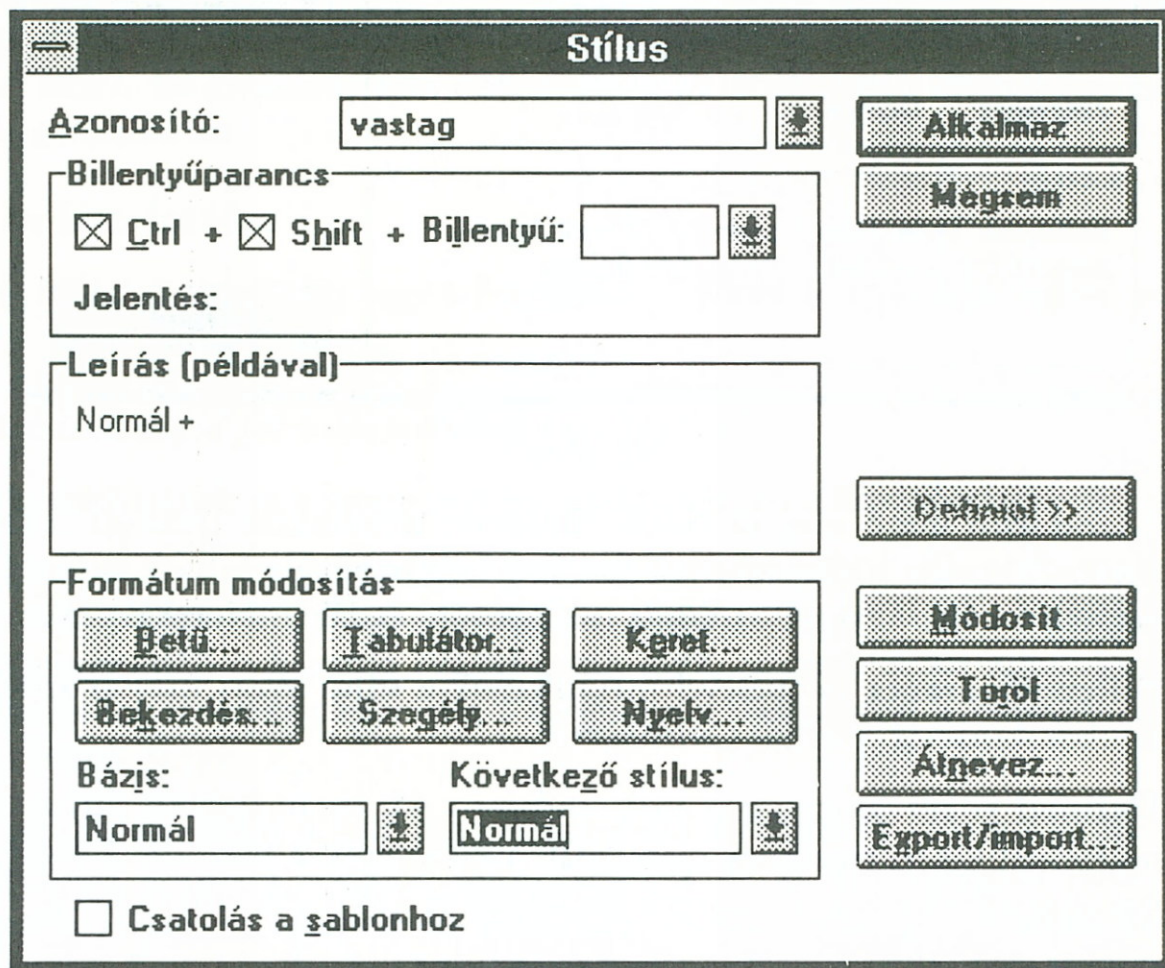 Stílus
Azonosító: vastag
Alkalmaz
Mégsem
Billentyűparancs
Ctrl + Shift + Billentyű:
Jelentés:
Leírás (példával)
Normál +
Definiál >>
Formátum módosítás
Betű... Tabulátor... Keret...
Bekezdés... Szegély... Nyelv...
Bázis: Következő stílus:
Normál Normál
Módosít
Töröl
Átnevez...
Export/import...
Csatolás a sablonhoz